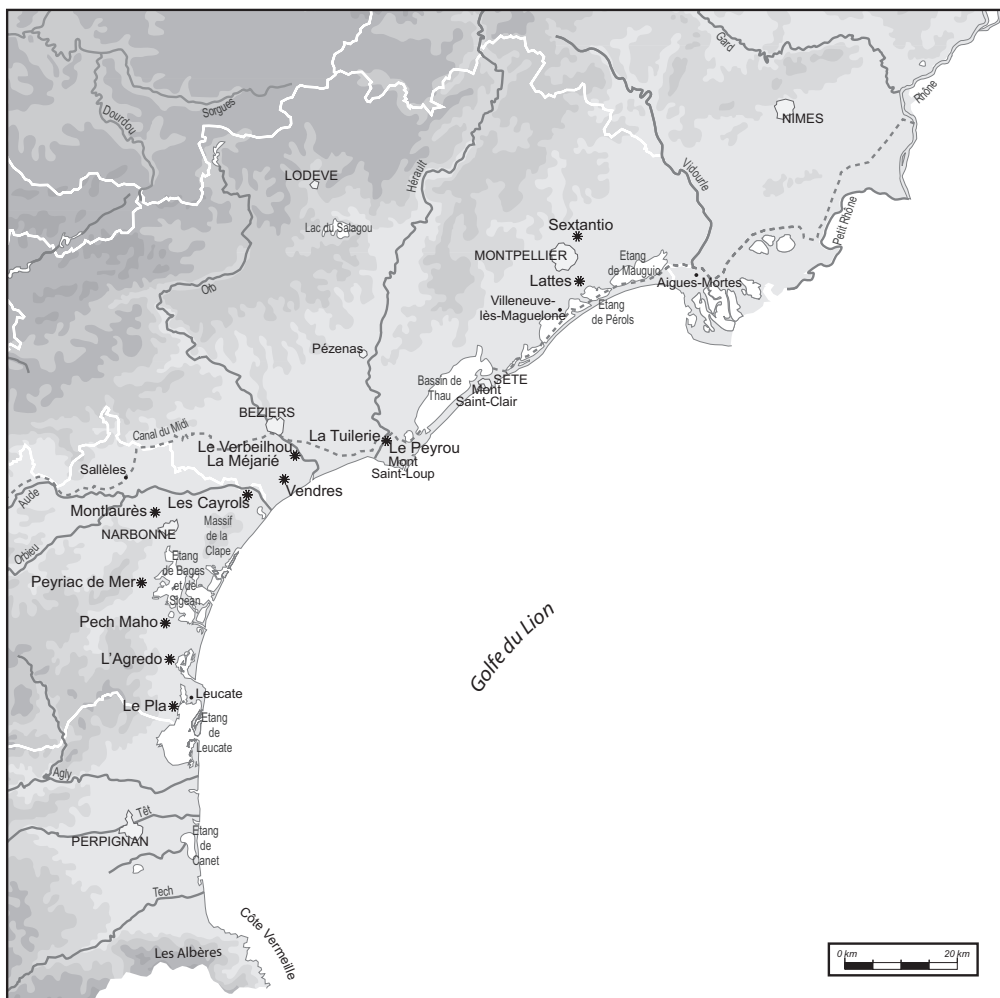 Gard
Dourdou
Sorgues
Rhône
NIMES
Hérault
Vidourle
LODEVE
Lac du Salagou
Petit Rhône
Sextantio
MONTPELLIER
Etang
de Mauguio
Lattes
Aigues-Mortes
Orb
Villeneuve-
lès-Maguelone
Etang
de Pérols
Pézenas
Bassin de
Thau
SETE
Mont
Saint-Clair
BEZIERS
Canal du Midi
La Tuilerie
Le Verbeilhou
La Méjarié
Le Peyrou
Mont
Saint-Loup
Sallèles
Aude
Vendres
Les Cayrols
Montlaurès
NARBONNE
Massif
de la
Clape
Orbieu
Etang
de Bages
et de
Sigean
Peyriac de Mer
Pech Maho
Golfe du Lion
L'Agredo
Leucate
Le Pla
Etang
de
Leucate
Agly
Têt
PERPIGNAN
Etang
de
Canet
Tech
Côte Vermeille
Les Albères
0 km 20 km